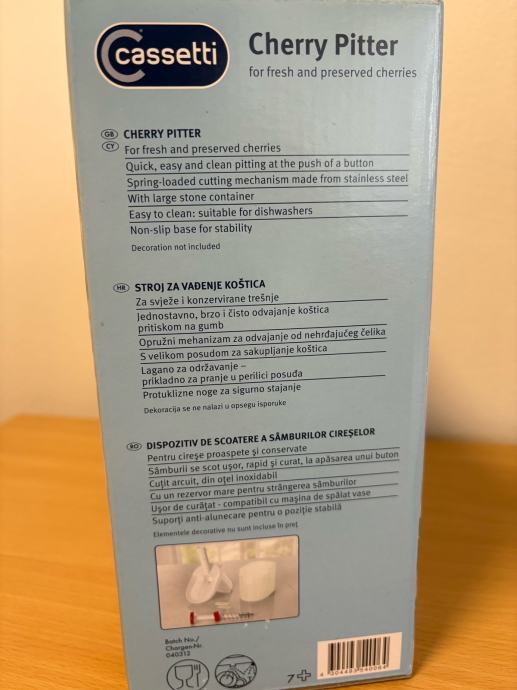 cassetti
Cherry Pitter
for fresh and preserved cherries
GB CHERRY PITTER
CY For fresh and preserved cherries
Quick, easy and clean pitting at the push of a button
Spring-loaded cutting mechanism made from stainless steel
With large stone container
Easy to clean: suitable for dishwashers
Non-slip base for stability
Decoration not included
HR STROJ ZA VAĐENJE KOŠTICA
Za svježe i konzervirane trešnje
Jednostavno, brzo i čisto odvajanje koštica
pritiskom na gumb
Opružni mehanizam za odvajanje od nehrđajućeg čelika
S velikom posudom za sakupljanje koštica
Lagano za održavanje –
prikladno za pranje u perilici posuđa
Protuklizne noge za sigurno stajanje
Dekoracija se ne nalazi u opsegu isporuke
RO DISPOZITIV DE SCOATERE A SÂMBURILOR CIREȘELOR
Pentru cireșe proaspete și conservate
Sâmburii se scot ușor, rapid și curat, la apăsarea unui buton
Cuțit arcuit, din oțel inoxidabil
Cu un rezervor mare pentru strângerea sâmburilor
Ușor de curățat - compatibil cu mașina de spălat vase
Suporți anti-alunecare pentru o poziție stabilă
Elementele decorative nu sunt incluse în preț
Batch No./
Chargen-Nr.
040312
7+